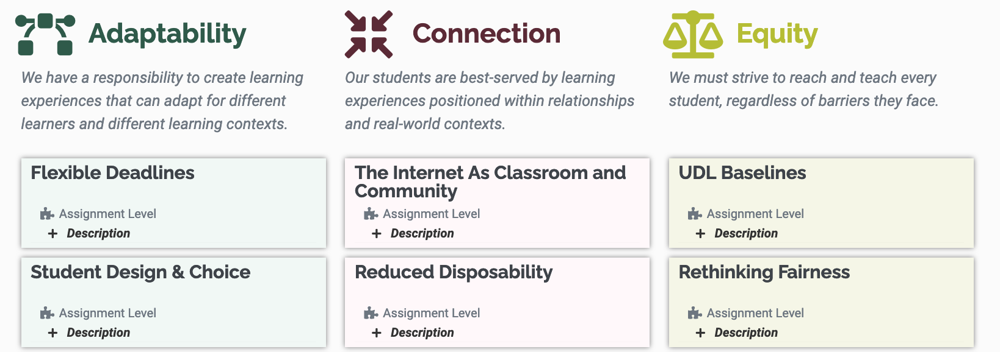 Adaptability
We have a responsibility to create learning
experiences that can adapt for different
learners and different learning contexts.
Flexible Deadlines
Assignment Level
+ Description
Student Design & Choice
Assignment Level
+ Description
Connection
Our students are best-served by learning
experiences positioned within relationships
and real-world contexts.
The Internet As Classroom and
Community
Assignment Level
+ Description
Reduced Disposability
Assignment Level
+ Description
Equity
We must strive to reach and teach every
student, regardless of barriers they face.
UDL Baselines
Assignment Level
+ Description
Rethinking Fairness
Assignment Level
+ Description